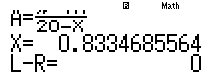 Math
A=
20-X
X= 0.8334685564
L-R= 0